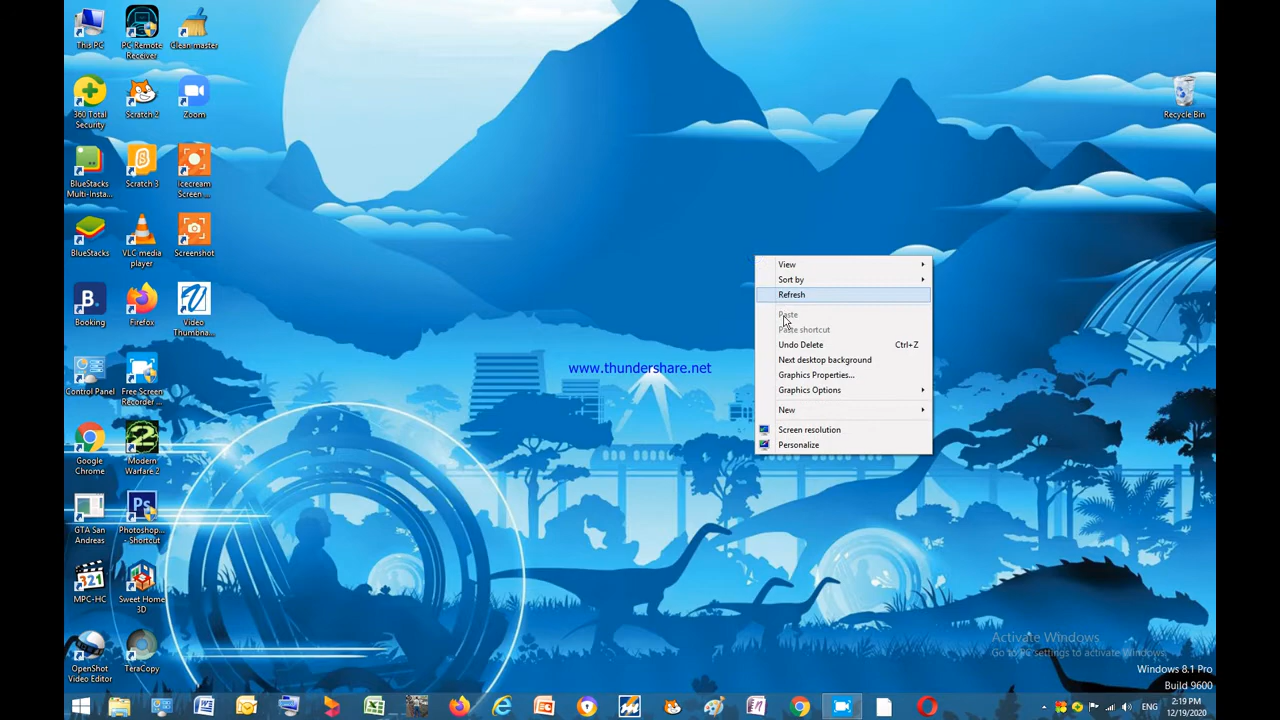 This PC
PC Remote
Receiver
Clean master
360 Total
Security
Scratch 2
Zoom
BlueStacks
Multi-Insta...
Scratch 3
Icecream
Screen ...
BlueStacks
VLC media
player
Screenshot
Booking
Firefox
Video
Thumbna...
Control Panel
Free Screen
Recorder ...
Google
Chrome
Modern
Warfare 2
GTA San
Andreas
Photoshop...
- Shortcut
MPC-HC
Sweet Home
3D
OpenShot
Video Editor
TeraCopy
Recycle Bin
www.thundershare.net
View
Sort by
Refresh
Paste
Paste shortcut
Undo Delete Ctrl+Z
Next desktop background
Graphics Properties...
Graphics Options
New
Screen resolution
Personalize
Activate Windows
Go to PC settings to activate Windows.
Windows 8.1 Pro
Build 9600
ENG
2:19 PM
12/19/2020